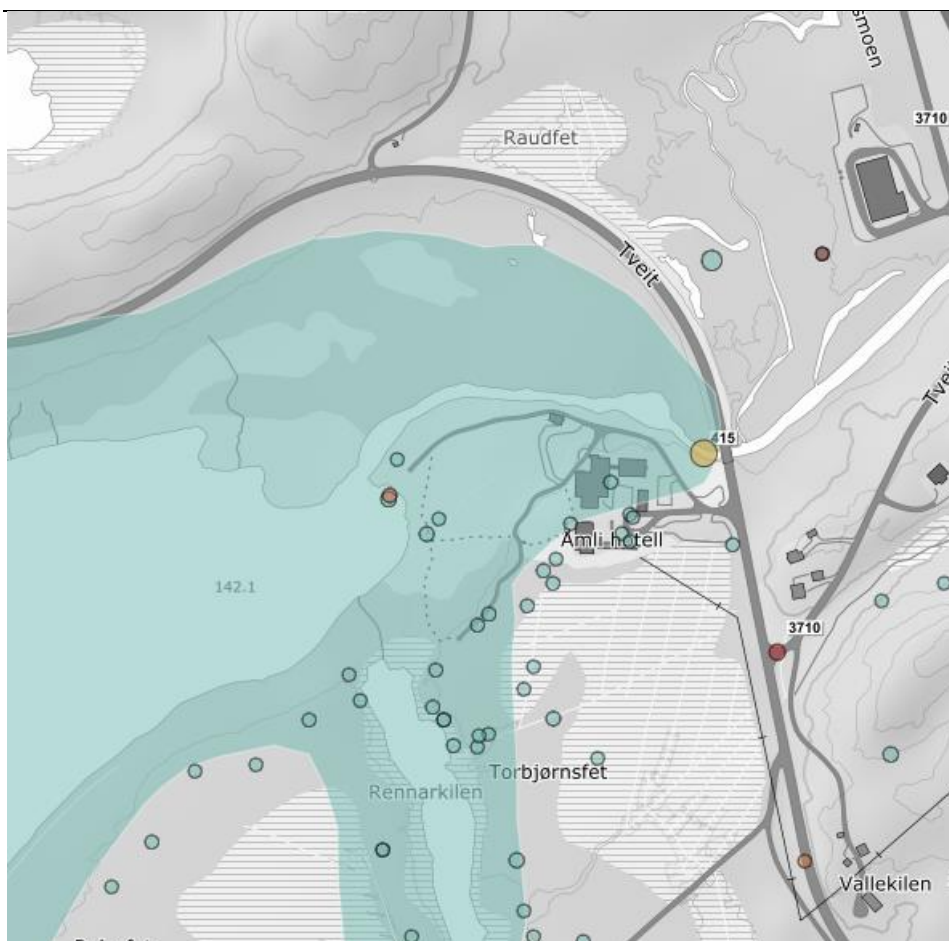 smoen
3710
Raudfet
Tveit
Tveit
415
Åmli hotell
142.1
3710
Torbjørnsfet
Rennarkilen
Vallekilen